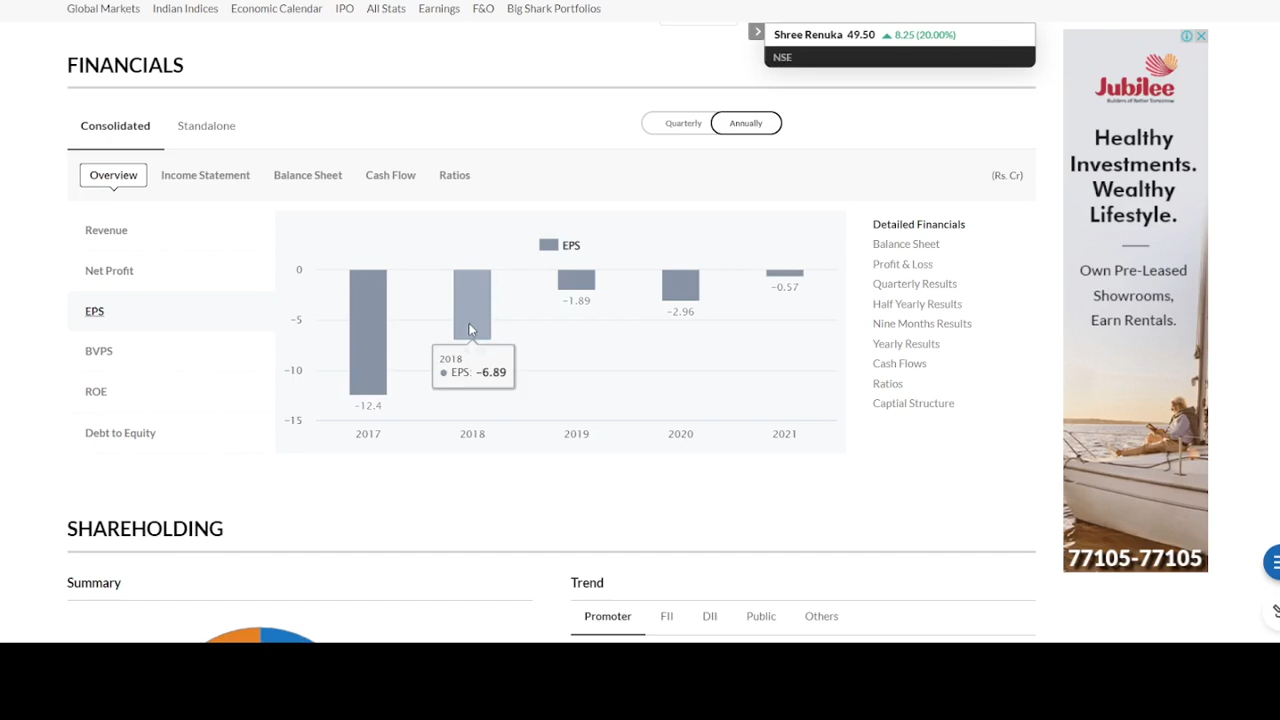 Global Markets Indian Indices Economic Calendar IPO All Stats Earnings F&O Big Shark Portfolios
Shree Renuka 49.50 8.25 (20.00%)
NSE
FINANCIALS
Consolidated Standalone
Quarterly Annually
Overview Income Statement Balance Sheet Cash Flow Ratios (Rs. Cr)
Revenue
Net Profit
EPS
BVPS
ROE
Debt to Equity
EPS
0
-5
-10
-15
-12.4
-1.89
-2.96
-0.57
2018
EPS: -6.89
2017 2018 2019 2020 2021
Detailed Financials
Balance Sheet
Profit & Loss
Quarterly Results
Half Yearly Results
Nine Months Results
Yearly Results
Cash Flows
Ratios
Captial Structure
Jubilee
Builders of Better Tomorrow
Healthy
Investments.
Wealthy
Lifestyle.
Own Pre-Leased
Showrooms,
Earn Rentals.
77105-77105
SHAREHOLDING
Summary
Trend
Promoter FII DII Public Others